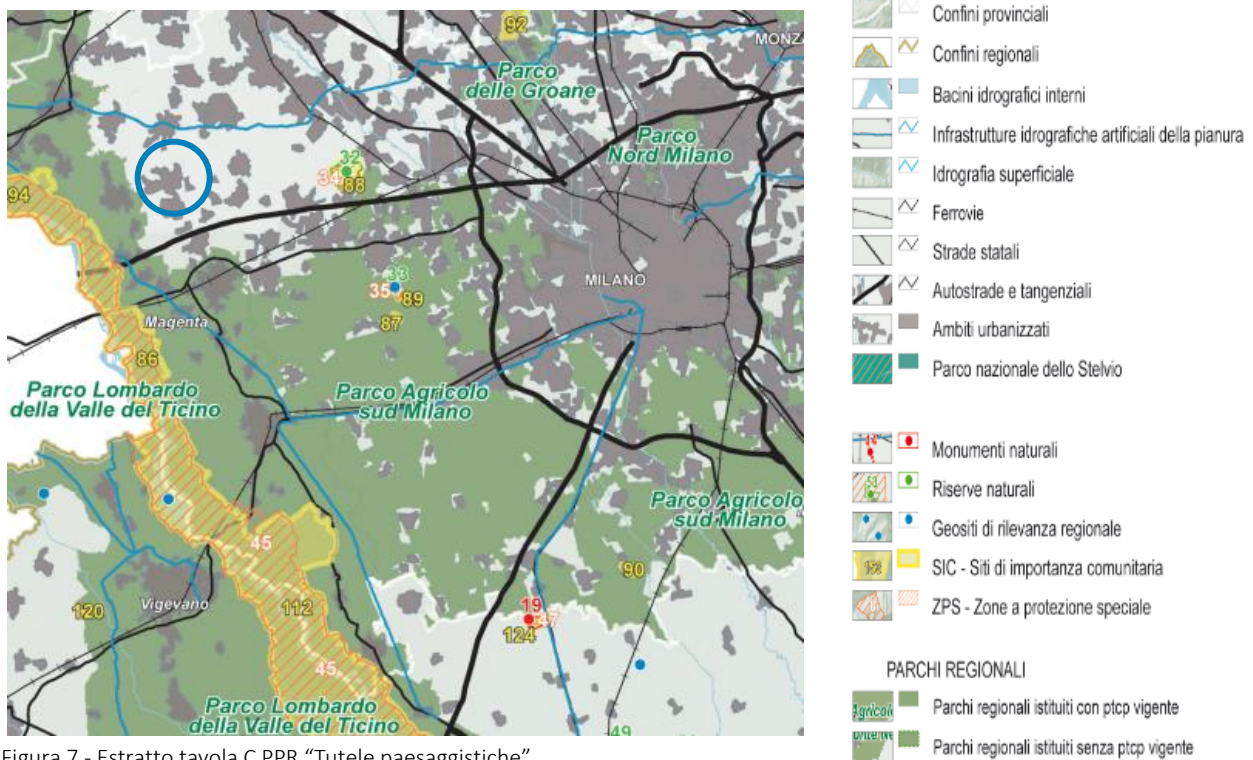 92
MONZ
Parco
delle Groane
Parco
Nord Milano
32
34
88
94
33
MILANO
35
89
87
Magenta
86
Parco Lombardo
della Valle del Ticino
Parco Agricolo
sud Milano
Parco Agricolo
sud Milano
45
90
120
Vigevano
112
19
47
124
45
Parco Lombardo
della Valle del Ticino
49
Figura 7 - Estratto tavola C PPR "Tutele paesaggistiche"
Confini provinciali
Confini regionali
Bacini idrografici interni
Infrastrutture idrografiche artificiali della pianura
Idrografia superficiale
Ferrovie
Strade statali
Autostrade e tangenziali
Ambiti urbanizzati
Parco nazionale dello Stelvio
Monumenti naturali
Riserve naturali
Geositi di rilevanza regionale
SIC - Siti di importanza comunitaria
ZPS - Zone a protezione speciale
PARCHI REGIONALI
Agricolo
Parchi regionali istituiti con ptcp vigente
Parchi regionali istituiti senza ptcp vigente